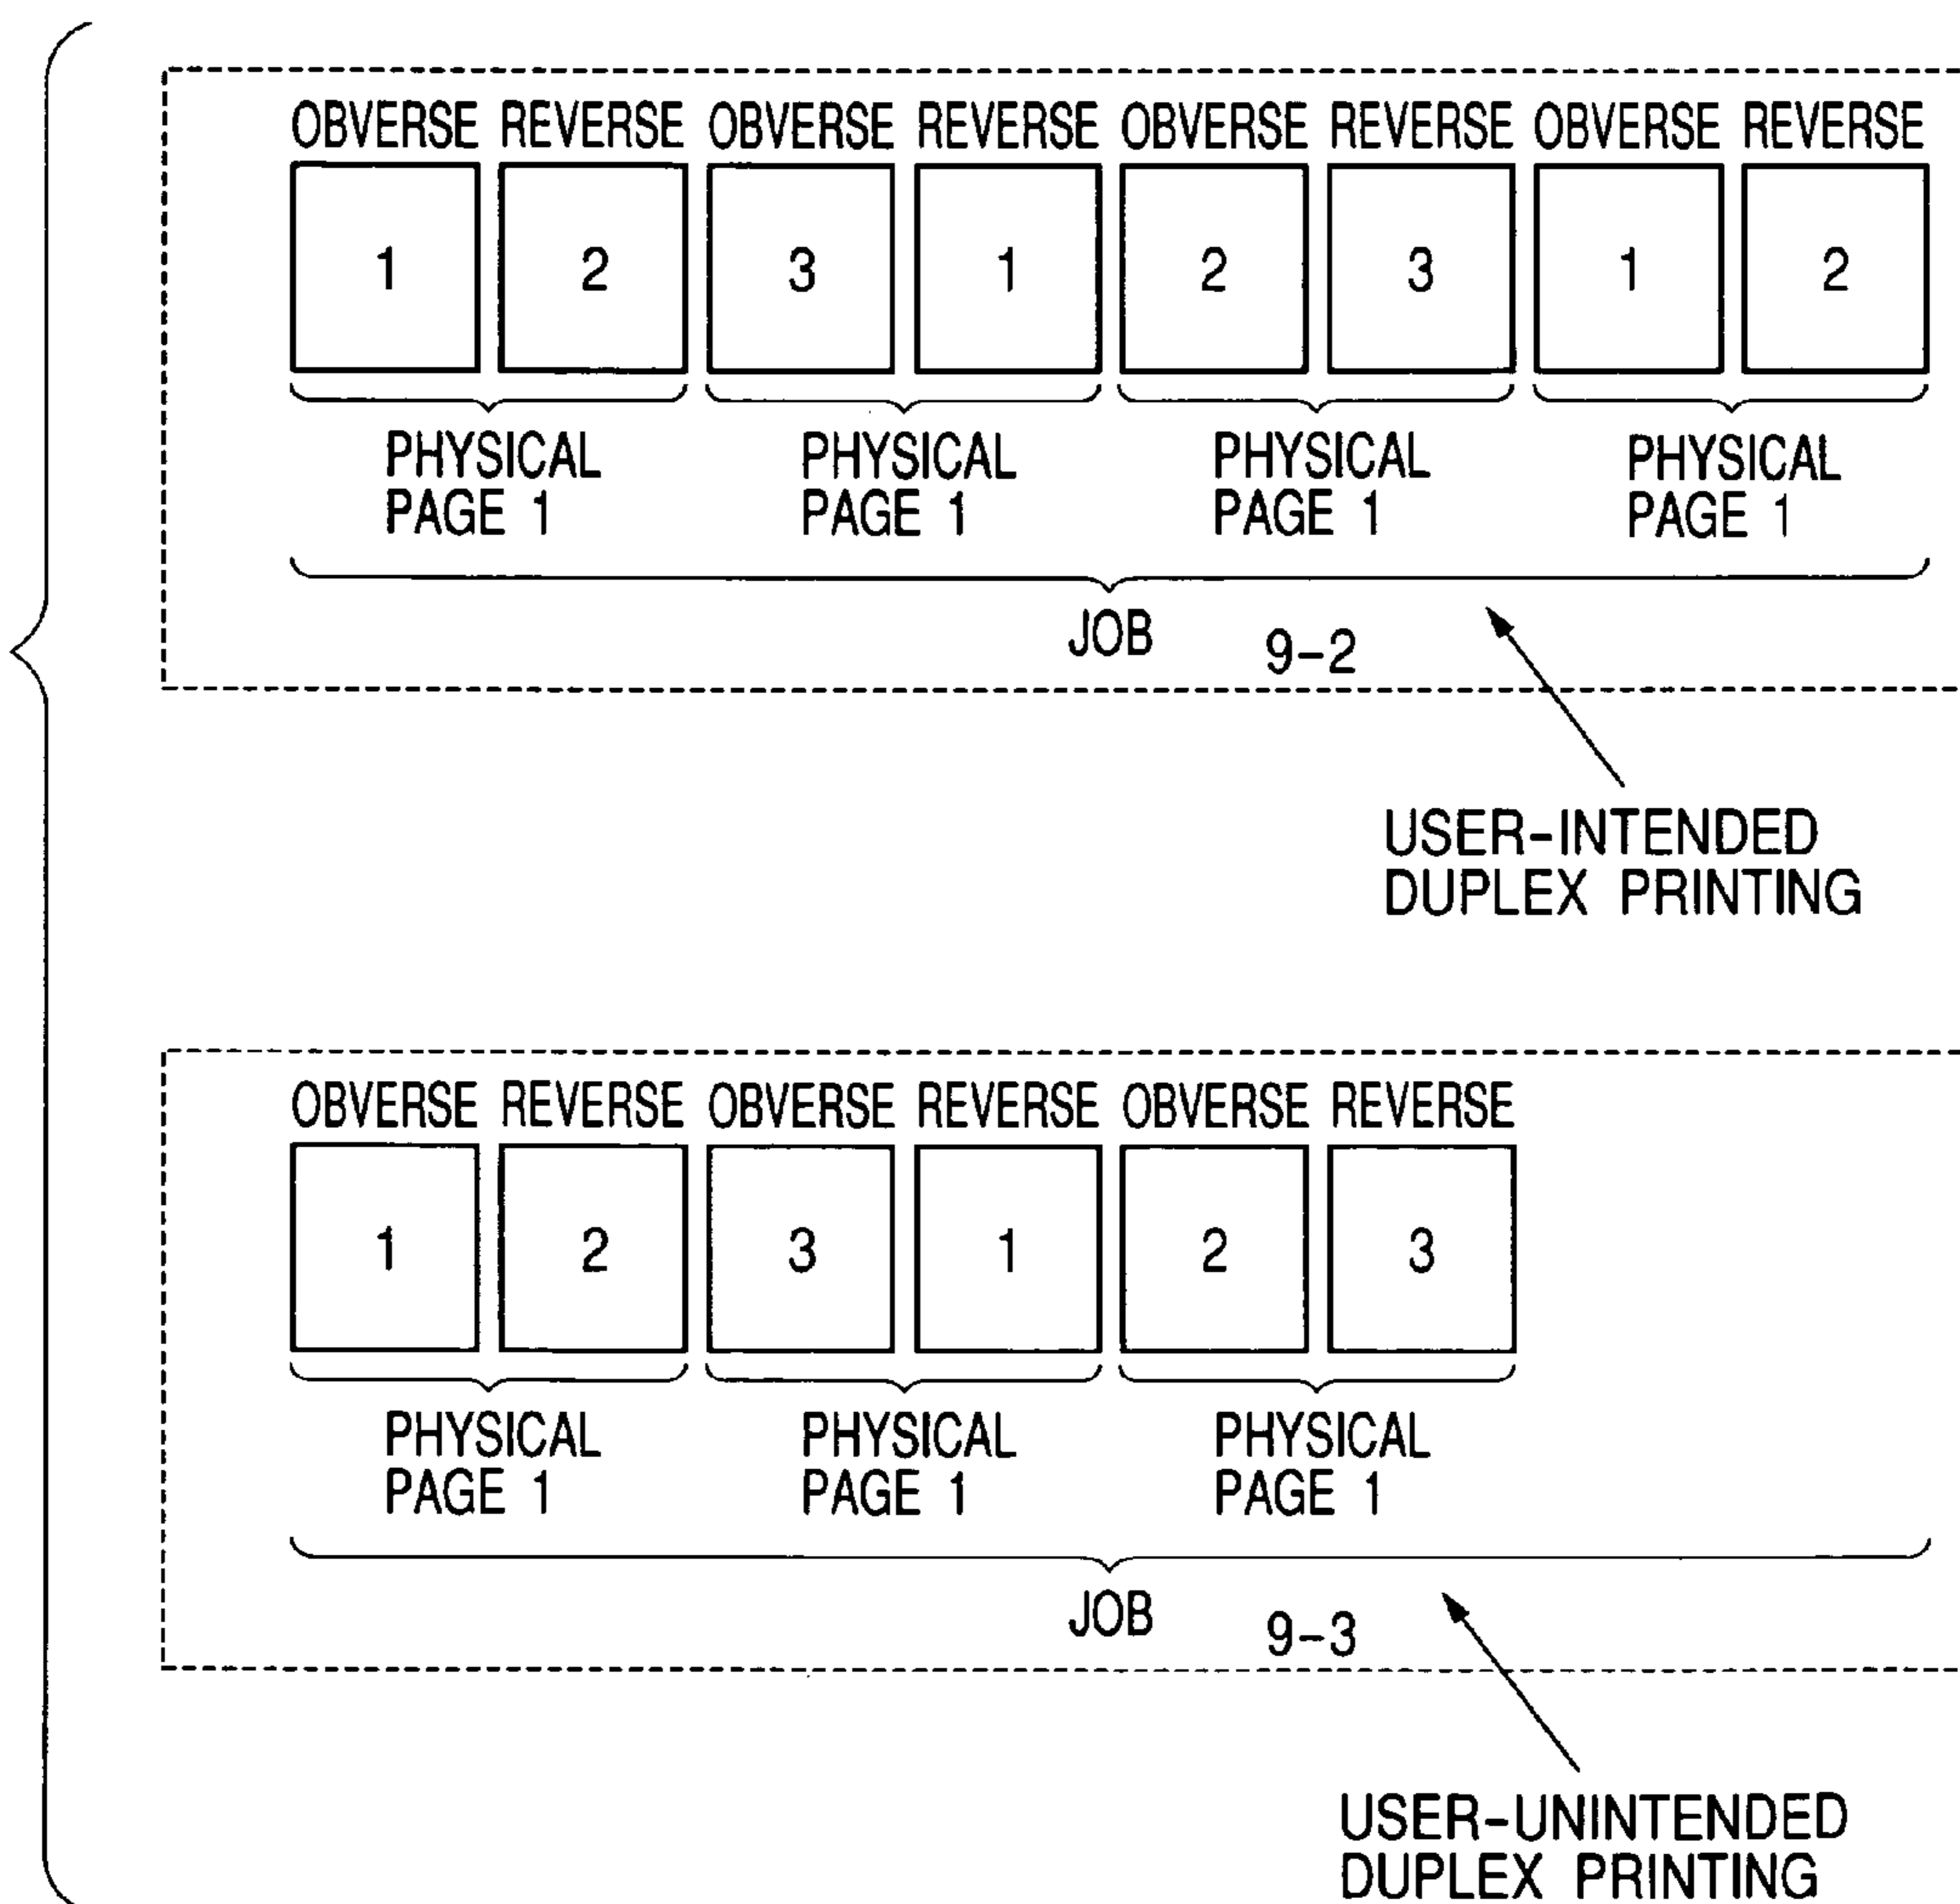 OBVERSE REVERSE OBVERSE REVERSE OBVERSE REVERSE OBVERSE REVERSE
1 2 3 1 2 3 1 2
PHYSICAL PHYSICAL PHYSICAL PHYSICAL
PAGE 1 PAGE 1 PAGE 1 PAGE 1
JOB 9-2
USER-INTENDED
DUPLEX PRINTING
OBVERSE REVERSE OBVERSE REVERSE OBVERSE REVERSE
1 2 3 1 2 3
PHYSICAL PHYSICAL PHYSICAL
PAGE 1 PAGE 1 PAGE 1
JOB 9-3
USER-UNINTENDED
DUPLEX PRINTING